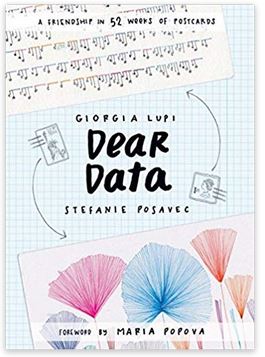 A FRIENDSHIP IN 52 WEEKS OF POSTCARDS
GIORGIA LUPI
DEAR
DATA
STEFANIE POSAVEC
FOREWORD BY MARIA POPOVA